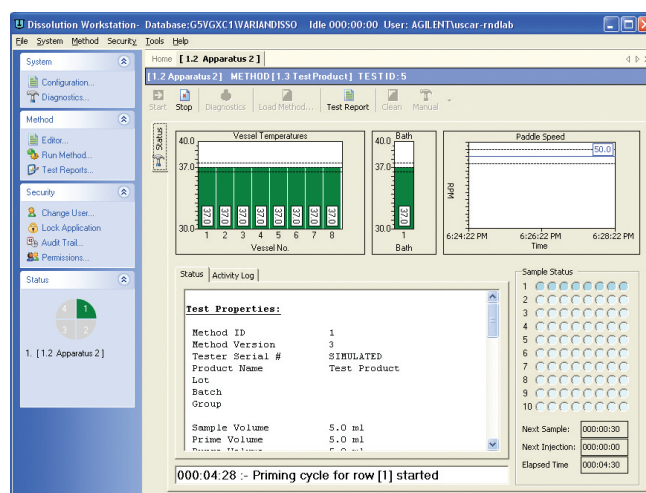 Dissolution Workstation- Database:G5VGXC1\VARIANDISSO Idle 000:00:00 User: AGILENT\uscar-rndlab
File System Method Security Tools Help
System
Configuration...
Diagnostics...
Method
Editor...
Run Method...
Test Reports...
Security
Change User...
Lock Application
Audit Trail...
Permissions...
Status
4 1
3 2
1. [1.2 Apparatus 2]
Home [ 1.2 Apparatus 2 ]
[1.2 Apparatus 2] METHOD[1.3 Test Product] TEST ID: 5
Start Stop Diagnostics Load Method... Test Report Clean Manual
Status
Vessel Temperatures
40.0
37.0
30.0
37.0 37.0 37.0 37.0 37.0 37.0 37.0 37.0
1 2 3 4 5 6 7 8
Vessel No.
Bath
40.0
37.0
30.0
37.0
1
Bath
Paddle Speed
50.0
RPM
6:24:22 PM 6:26:22 PM 6:28:22 PM
Time
Status Activity Log
Test Properties:
Method ID 1
Method Version 3
Tester Serial # SIMULATED
Product Name Test Product
Lot
Batch
Group
Sample Volume 5.0 ml
Prime Volume 5.0 ml
000:04:28 :- Priming cycle for row [1] started
Sample Status
1
2
3
4
5
6
7
8
9
10
Next Sample: 000:00:30
Next Injection: 000:00:00
Elapsed Time 000:04:30